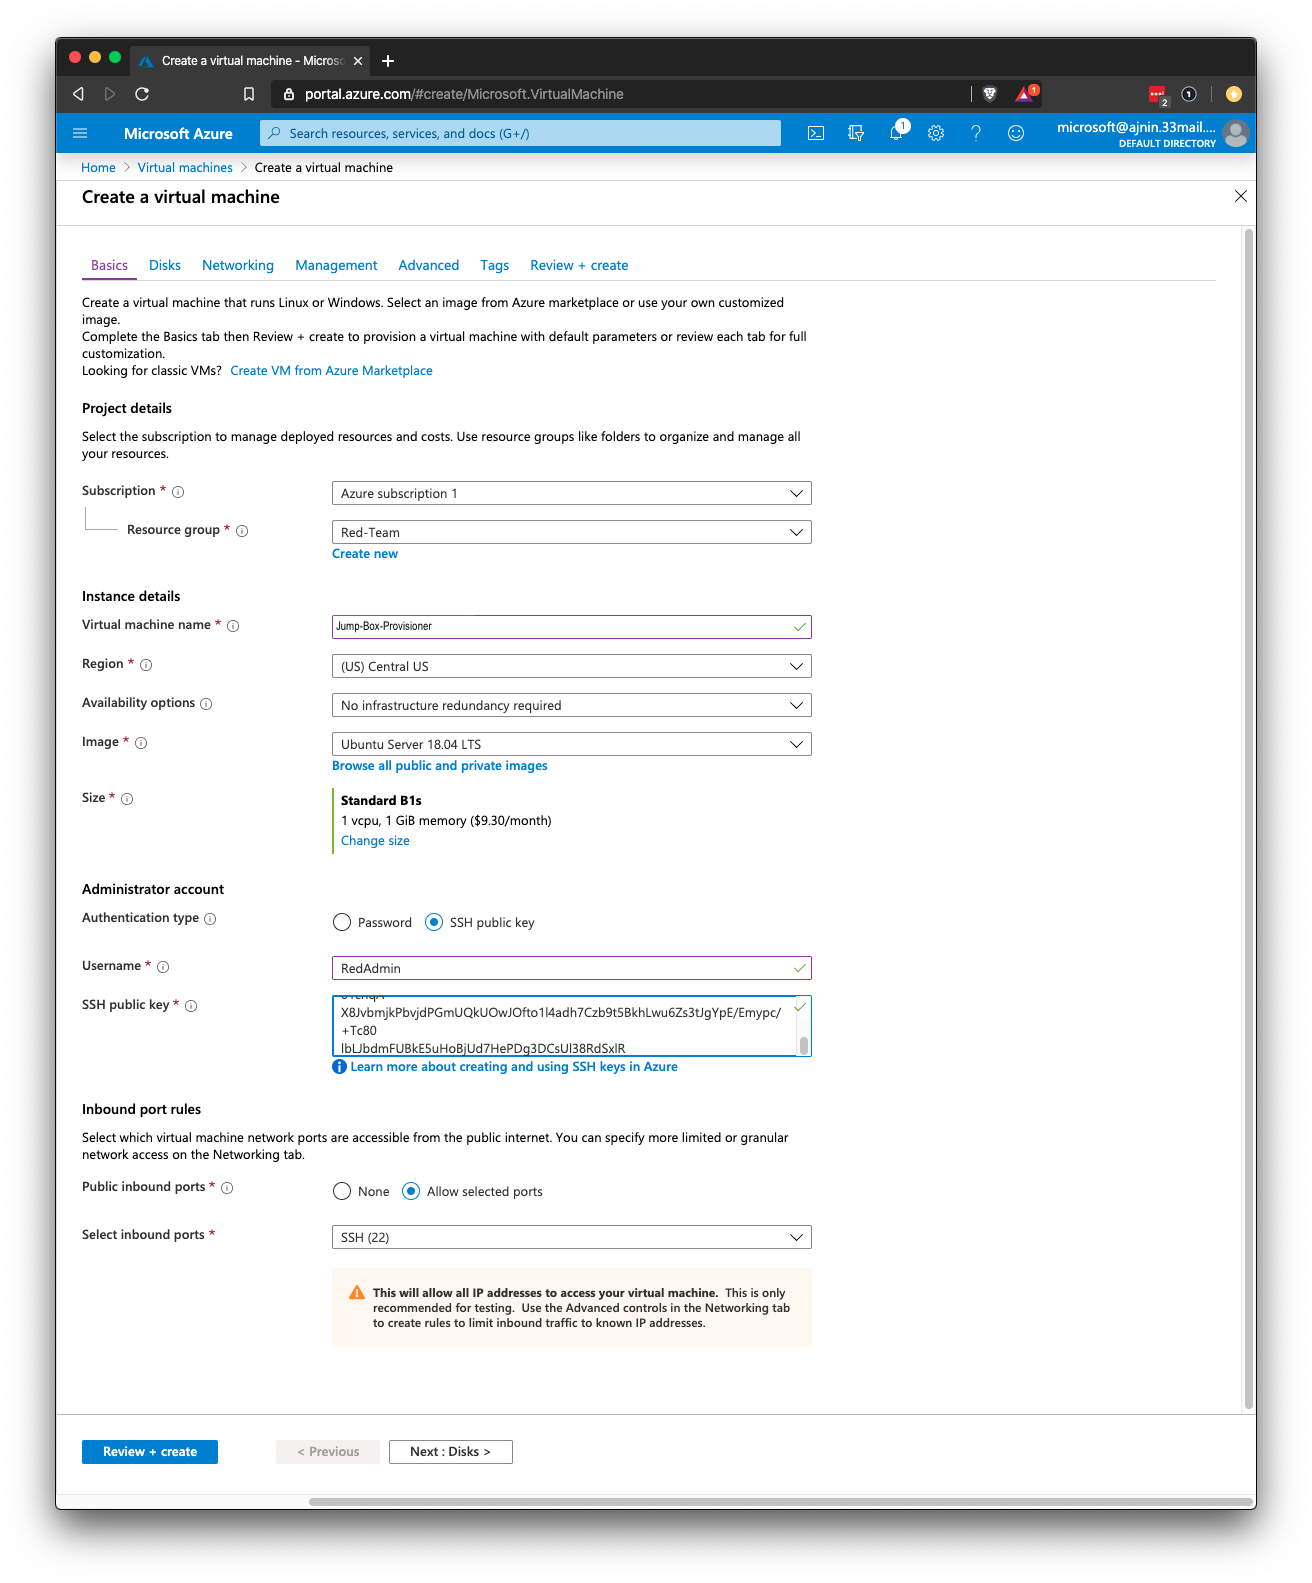 Create a virtual machine - Microso
portal.azure.com/#create/Microsoft.VirtualMachine
1
2
Microsoft Azure
Search resources, services, and docs (G+/)
1
microsoft@ajnin.33mail....
DEFAULT DIRECTORY
Home > Virtual machines > Create a virtual machine
Create a virtual machine
Basics Disks Networking Management Advanced Tags Review + create
Create a virtual machine that runs Linux or Windows. Select an image from Azure marketplace or use your own customized
image.
Complete the Basics tab then Review + create to provision a virtual machine with default parameters or review each tab for full
customization.
Looking for classic VMs? Create VM from Azure Marketplace
Project details
Select the subscription to manage deployed resources and costs. Use resource groups like folders to organize and manage all
your resources.
Subscription * Azure subscription 1
Resource group * Red-Team
Create new
Instance details
Virtual machine name * Jump-Box-Provisioner
Region * (US) Central US
Availability options No infrastructure redundancy required
Image * Ubuntu Server 18.04 LTS
Browse all public and private images
Size * Standard B1s
1 vcpu, 1 GiB memory ($9.30/month)
Change size
Administrator account
Authentication type Password SSH public key
Username * RedAdmin
SSH public key *
X8JvbmjkPbvjdPGmUQkUOwJOfto1l4adh7Czb9t5BkhLwu6Zs3tJgYpE/Emypc/
+Tc80
lbLJbdmFUBkE5uHoBjUd7HePDg3DCsUl38RdSxlR
Learn more about creating and using SSH keys in Azure
Inbound port rules
Select which virtual machine network ports are accessible from the public internet. You can specify more limited or granular
network access on the Networking tab.
Public inbound ports * None Allow selected ports
Select inbound ports * SSH (22)
This will allow all IP addresses to access your virtual machine. This is only
recommended for testing. Use the Advanced controls in the Networking tab
to create rules to limit inbound traffic to known IP addresses.
Review + create < Previous Next : Disks >